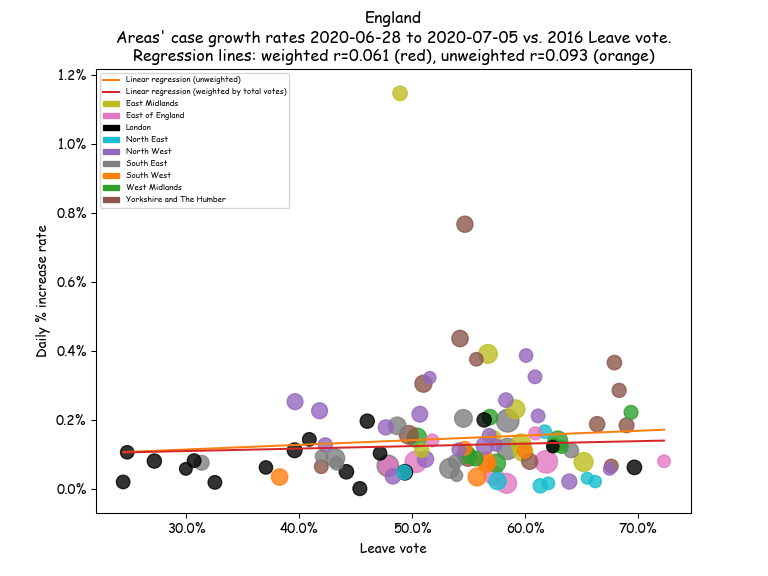 England
Areas' case growth rates 2020-06-28 to 2020-07-05 vs. 2016 Leave vote.
Regression lines: weighted r=0.061 (red), unweighted r=0.093 (orange)
1.2%
1.0%
0.8%
0.6%
0.4%
0.2%
0.0%
Daily % increase rate
Linear regression (unweighted)
Linear regression (weighted by total votes)
East Midlands
East of England
London
North East
North West
South East
South West
West Midlands
Yorkshire and The Humber
30.0% 40.0% 50.0% 60.0% 70.0%
Leave vote